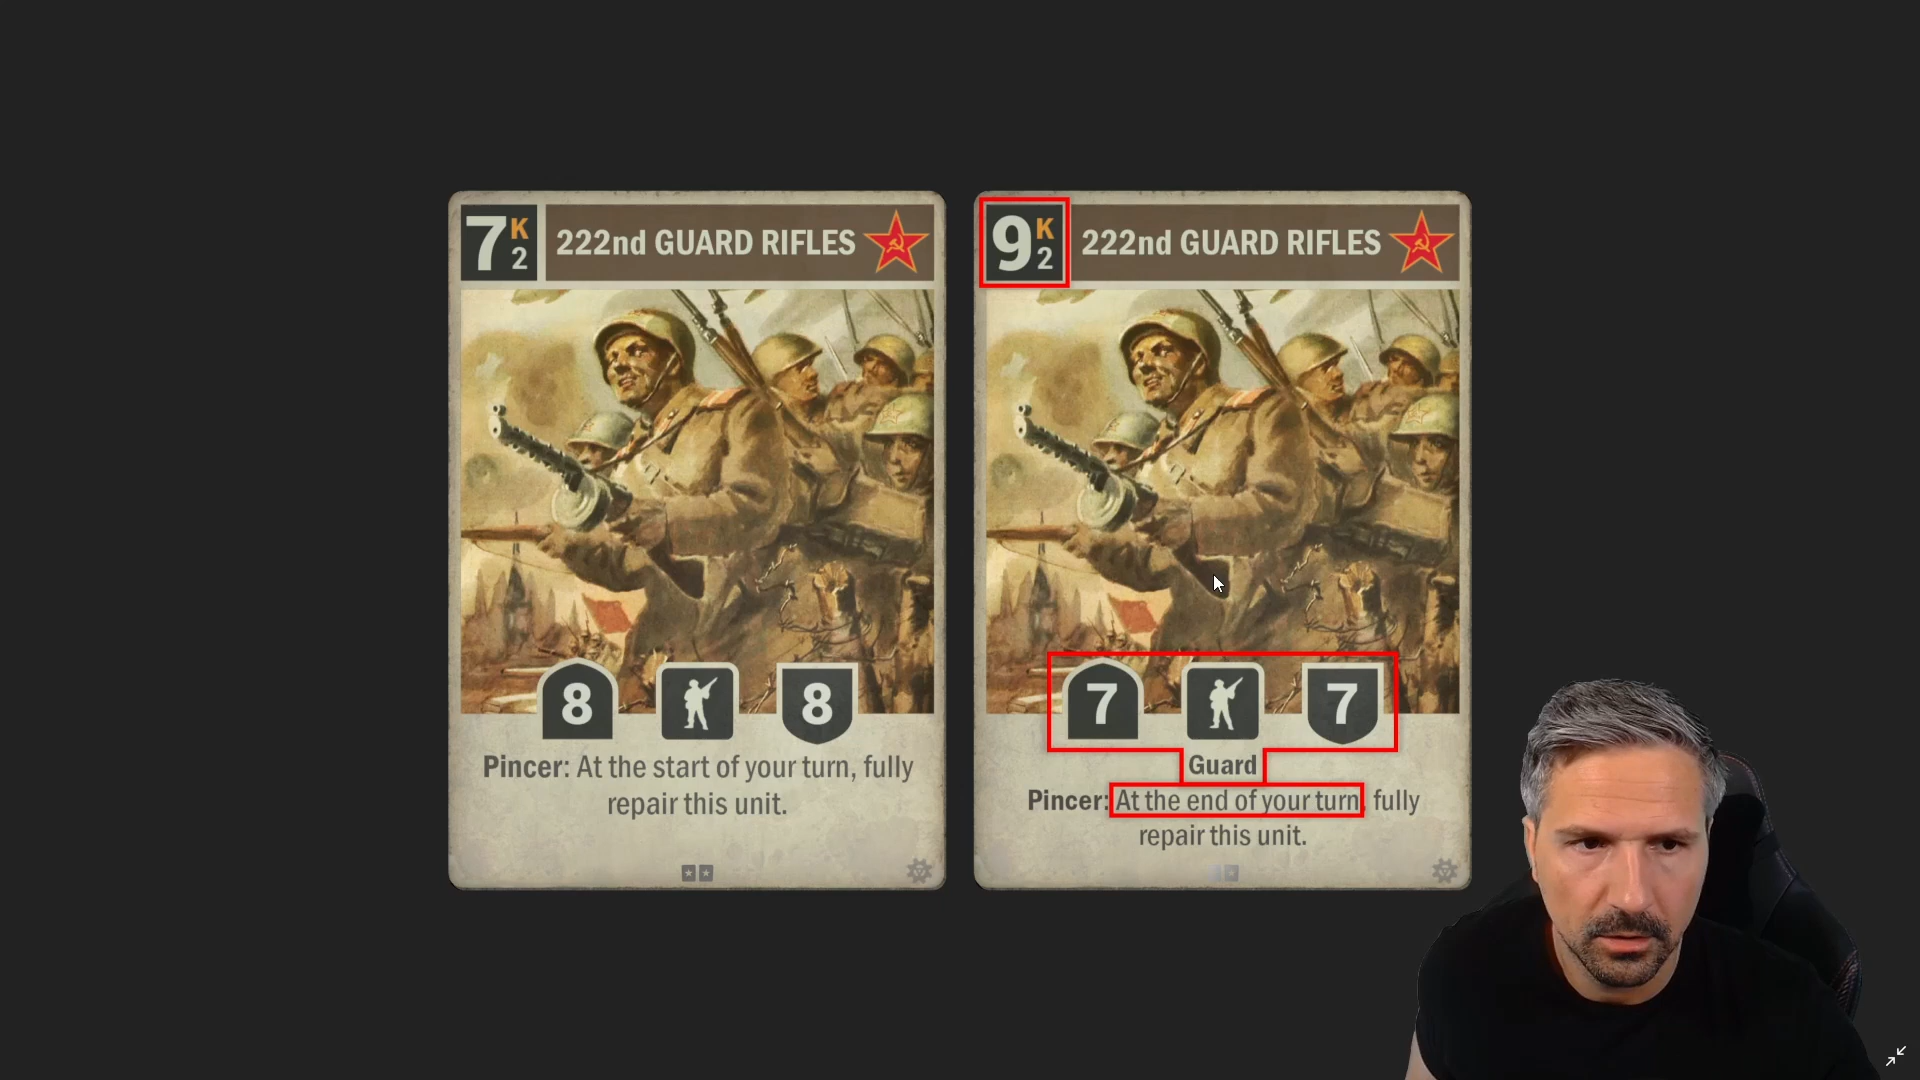 7 K 2 222nd GUARD RIFLES
8 8
Pincer: At the start of your turn, fully
repair this unit.
9 K 2 222nd GUARD RIFLES
7 7
Guard
Pincer: At the end of your turn, fully
repair this unit.